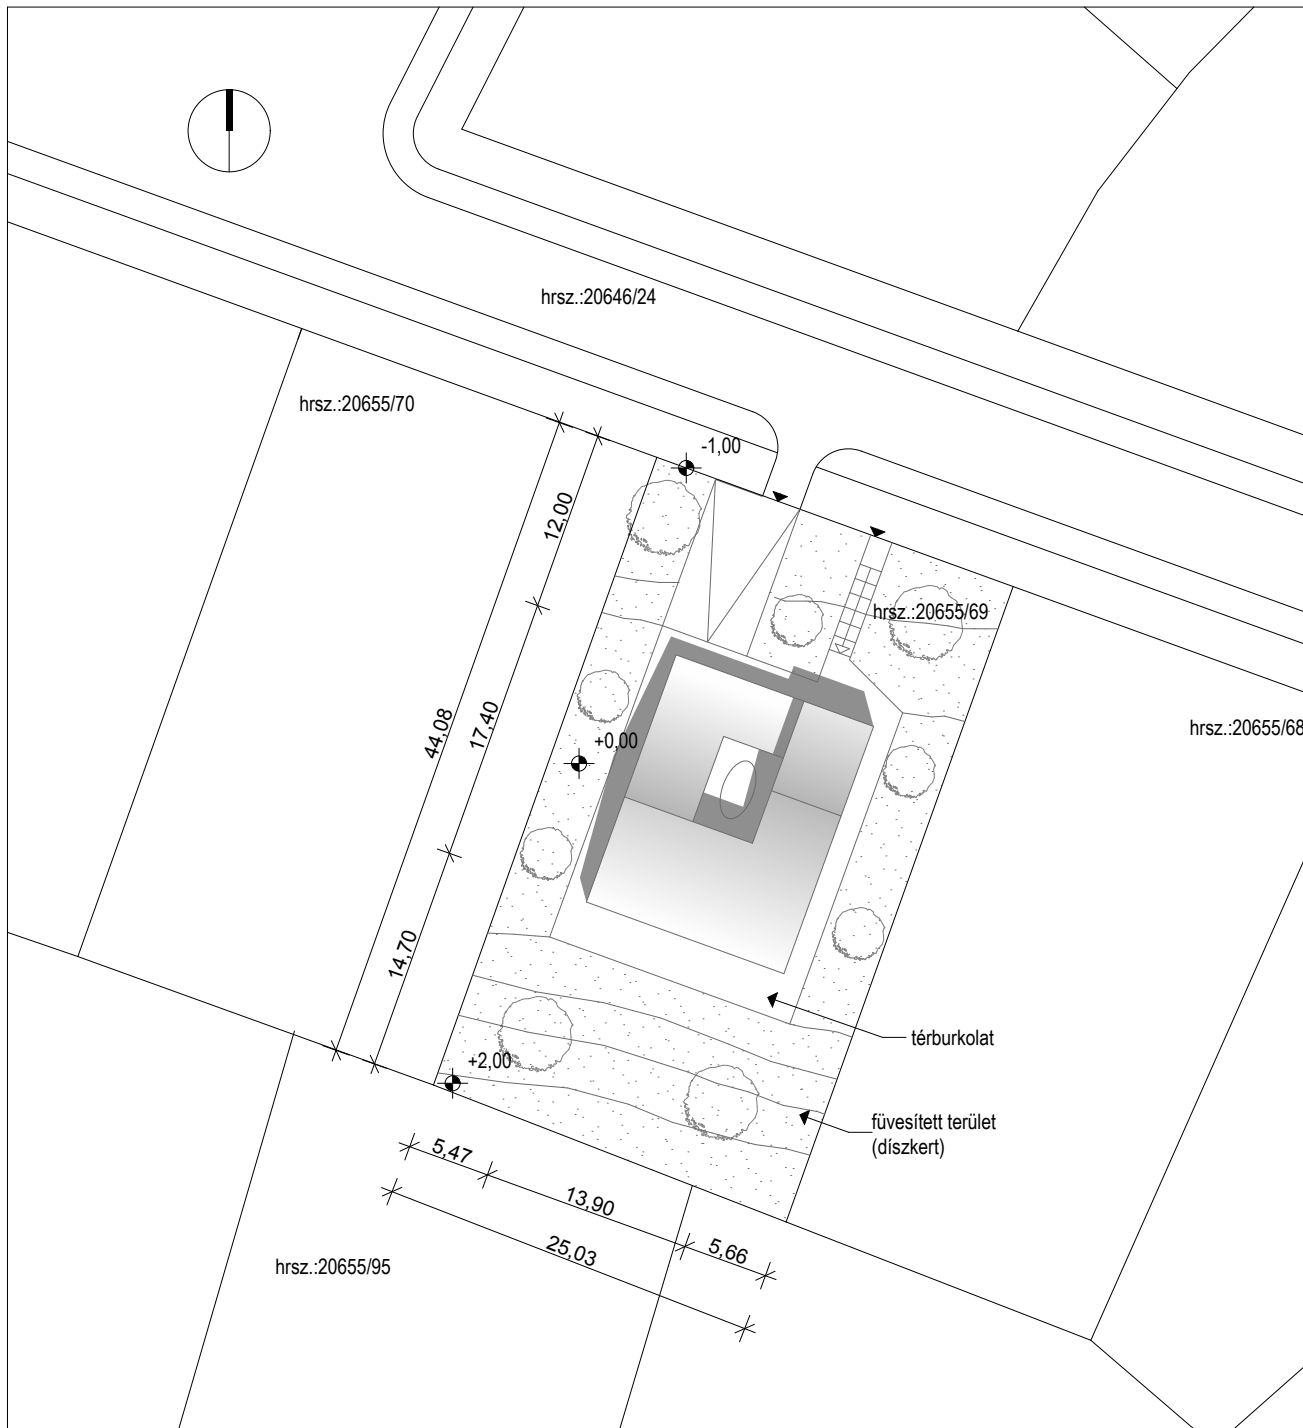 hrsz.:20646/24
hrsz.:20655/70
-1,00
12,00
hrsz.:20655/69
44,08
17,40
+0,00
hrsz.:20655/68
14,70
térburkolat
+2,00
füvesített terület
(díszkert)
5,47
13,90
25,03
5,66
hrsz.:20655/95